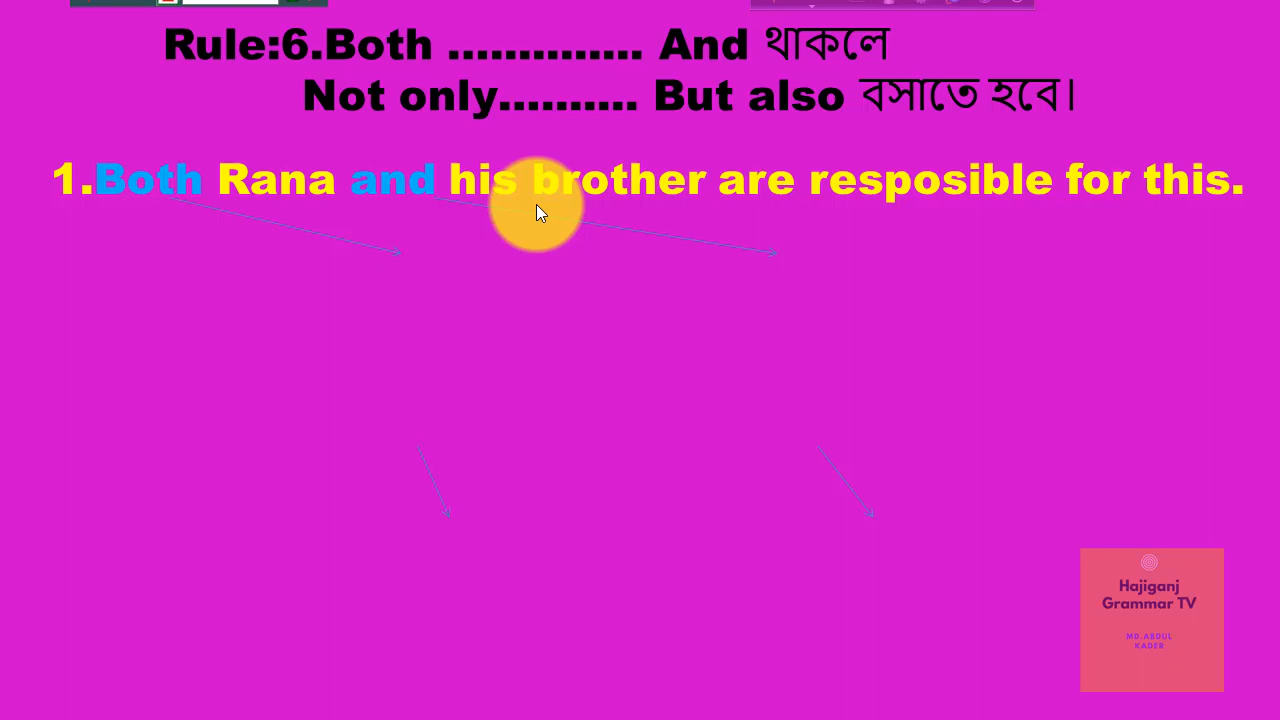 Rule:6.Both .............. And থাকলে
Not only.......... But also বসাতে হবে।
1.Both Rana and his brother are resposible for this.
Hajiganj
Grammar TV
MD.ABDUL
KADER